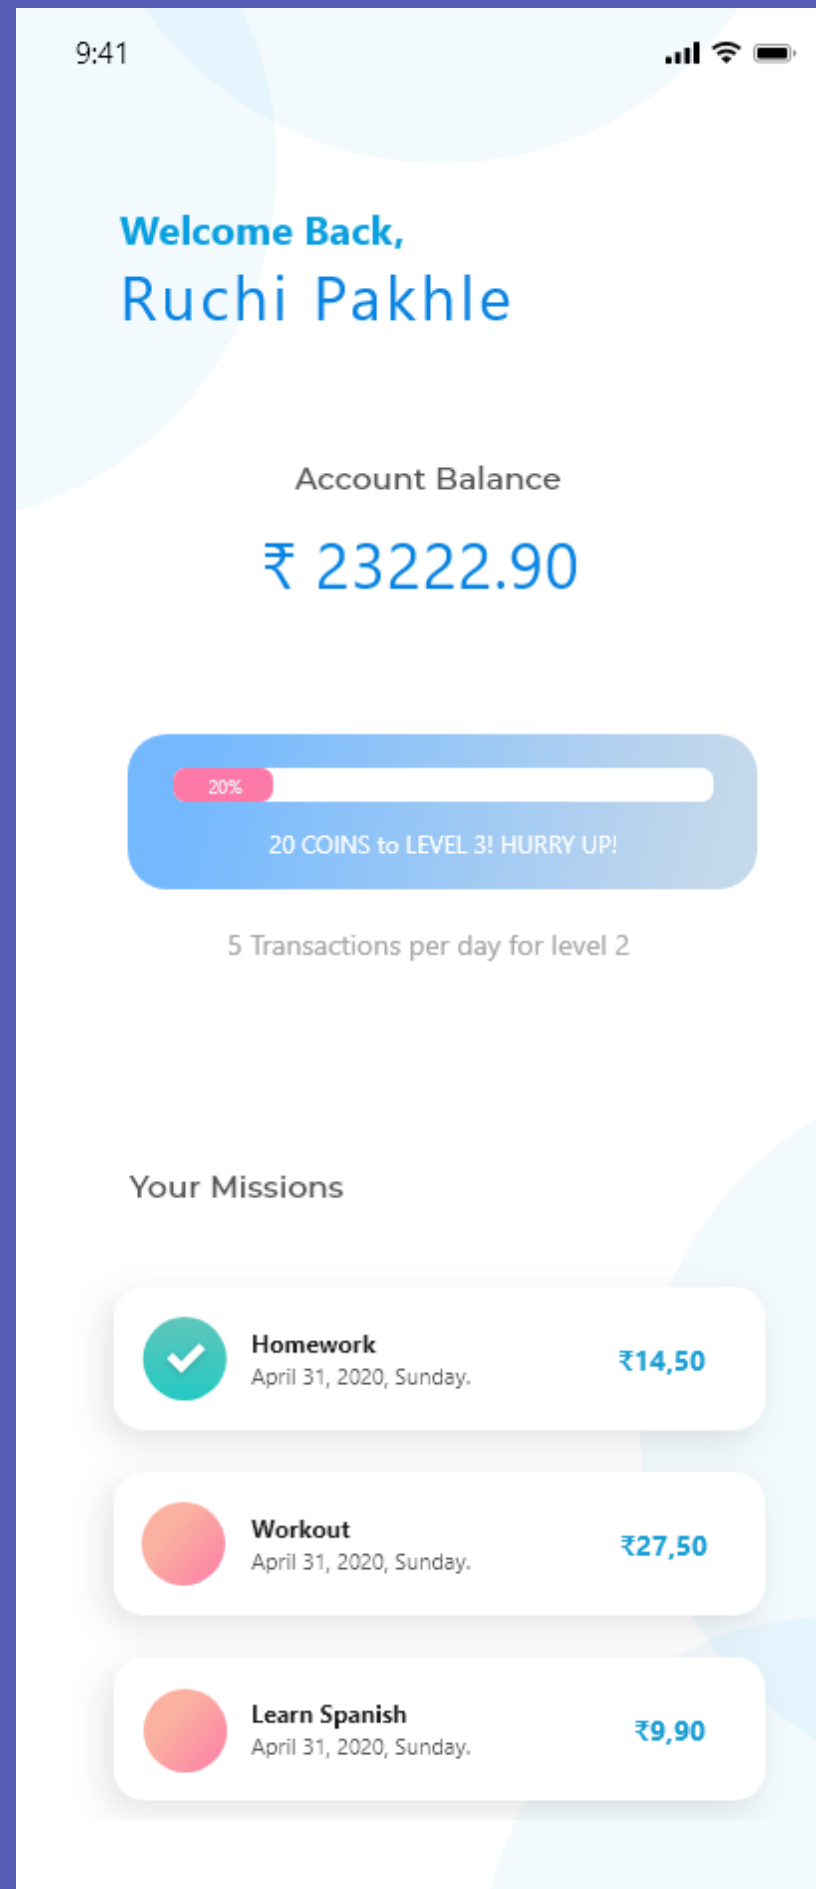 9:41
Welcome Back,
Ruchi Pakhle
Account Balance
₹ 23222.90
20%
20 COINS to LEVEL 3! HURRY UP!
5 Transactions per day for level 2
Your Missions
Homework
April 31, 2020, Sunday.
₹14,50
Workout
April 31, 2020, Sunday.
₹27,50
Learn Spanish
April 31, 2020, Sunday.
₹9,90